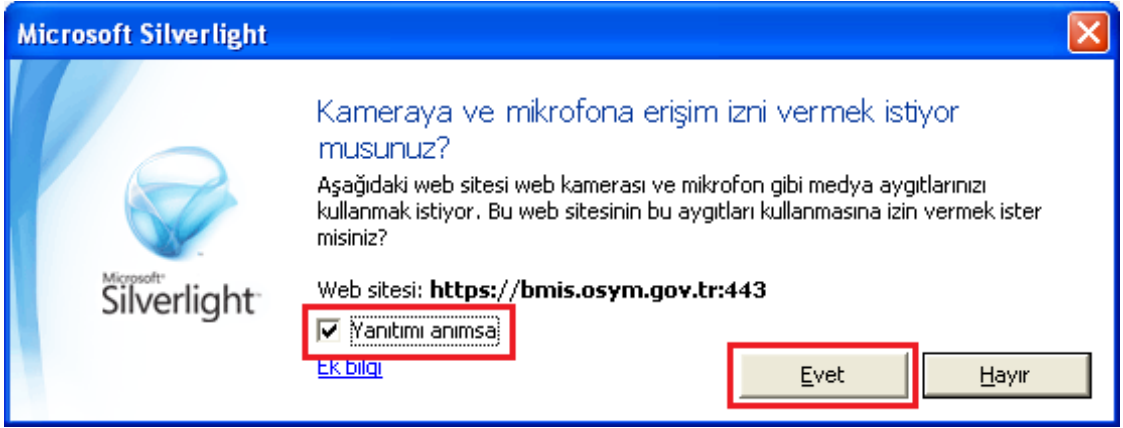 Microsoft Silverlight
Kameraya ve mikrofona erişim izni vermek istiyor
musunuz?
Aşağıdaki web sitesi web kamerası ve mikrofon gibi medya aygıtlarınızı
kullanmak istiyor. Bu web sitesinin bu aygıtları kullanmasına izin vermek ister
misiniz?
Microsoft®
Silverlight™
Web sitesi: https://bmis.osym.gov.tr:443
Yanıtımı anımsa
Ek bilgi
Evet
Hayır